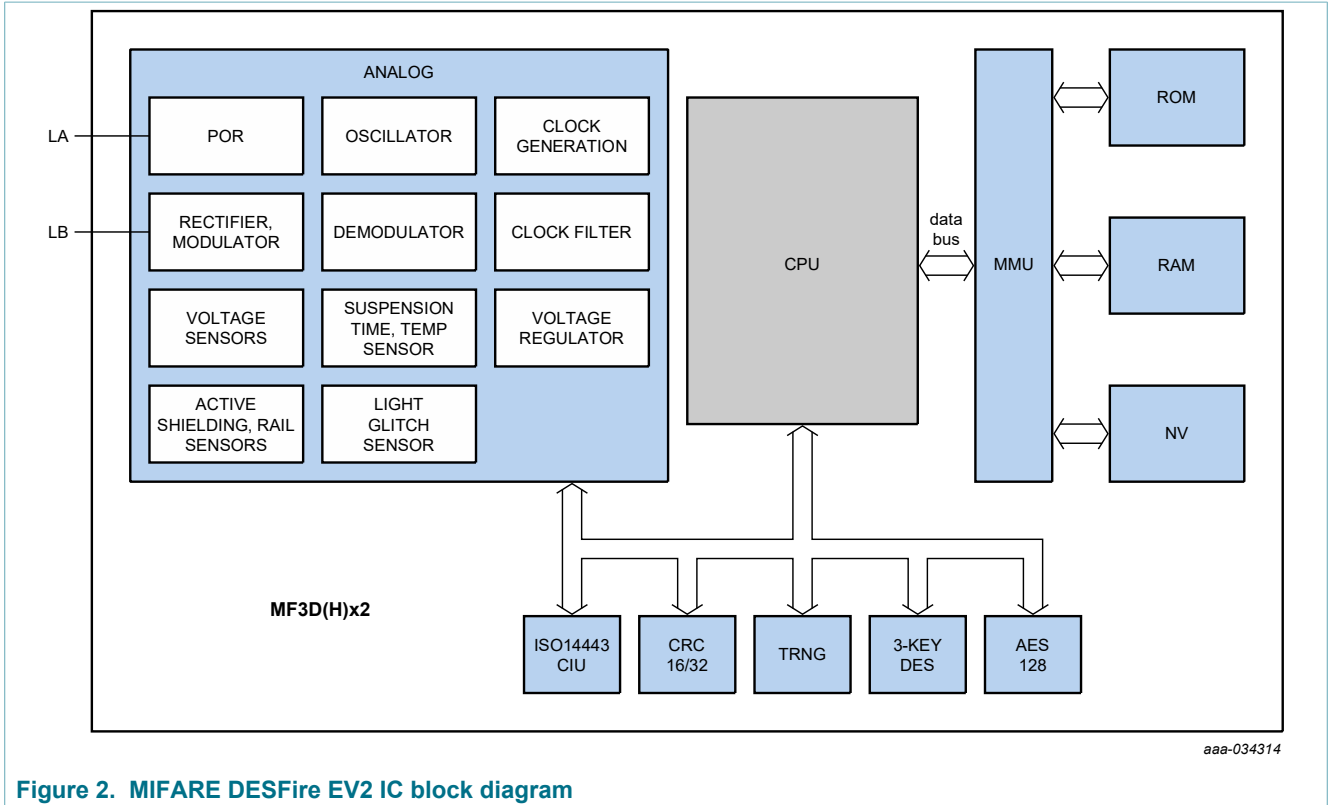 ANALOG
LA
POR
OSCILLATOR
CLOCK
GENERATION
LB
RECTIFIER,
MODULATOR
DEMODULATOR
CLOCK FILTER
VOLTAGE
SENSORS
SUSPENSION
TIME, TEMP
SENSOR
VOLTAGE
REGULATOR
ACTIVE
SHIELDING, RAIL
SENSORS
LIGHT
GLITCH
SENSOR
CPU
data
bus
MMU
ROM
RAM
NV
MF3D(H)x2
ISO14443
CIU
CRC
16/32
TRNG
3-KEY
DES
AES
128
aaa-034314
Figure 2. MIFARE DESFire EV2 IC block diagram